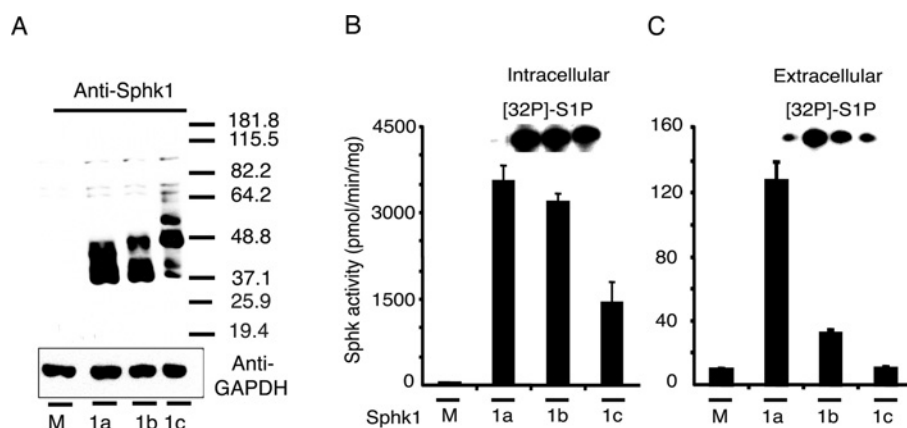 A
Anti-Sphk1
181.8
115.5
82.2
64.2
48.8
37.1
25.9
19.4
Anti-
GAPDH
M 1a 1b 1c
B
Intracellular
[32P]-S1P
Sphk activity (pmol/min/mg)
4500
3000
1500
0
Sphk1 M 1a 1b 1c
C
Extracellular
[32P]-S1P
160
120
80
40
0
M 1a 1b 1c